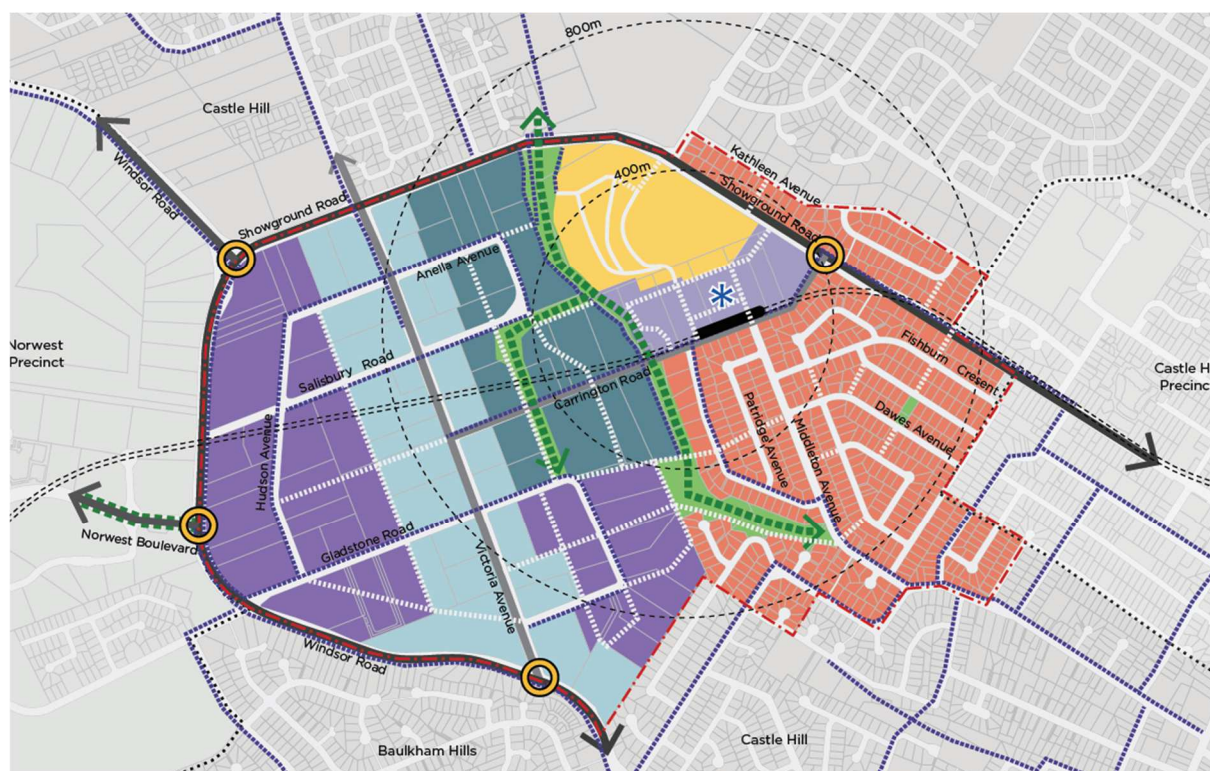 800m
Castle Hill
Windsor Road
Showground Road
Kathleen Avenue
400m
Showground Road
Anella Avenue
Norwest
Precinct
Salisbury Road
Carrington Road
Fishburn Cresent
Castle H
Precinc
Hudson Avenue
Patridge Avenue
Middleton Avenue
Dawes Avenue
Norwest Boulevard
Gladstone Road
Victoria Avenue
Windsor Road
Baulkham Hills
Castle Hill